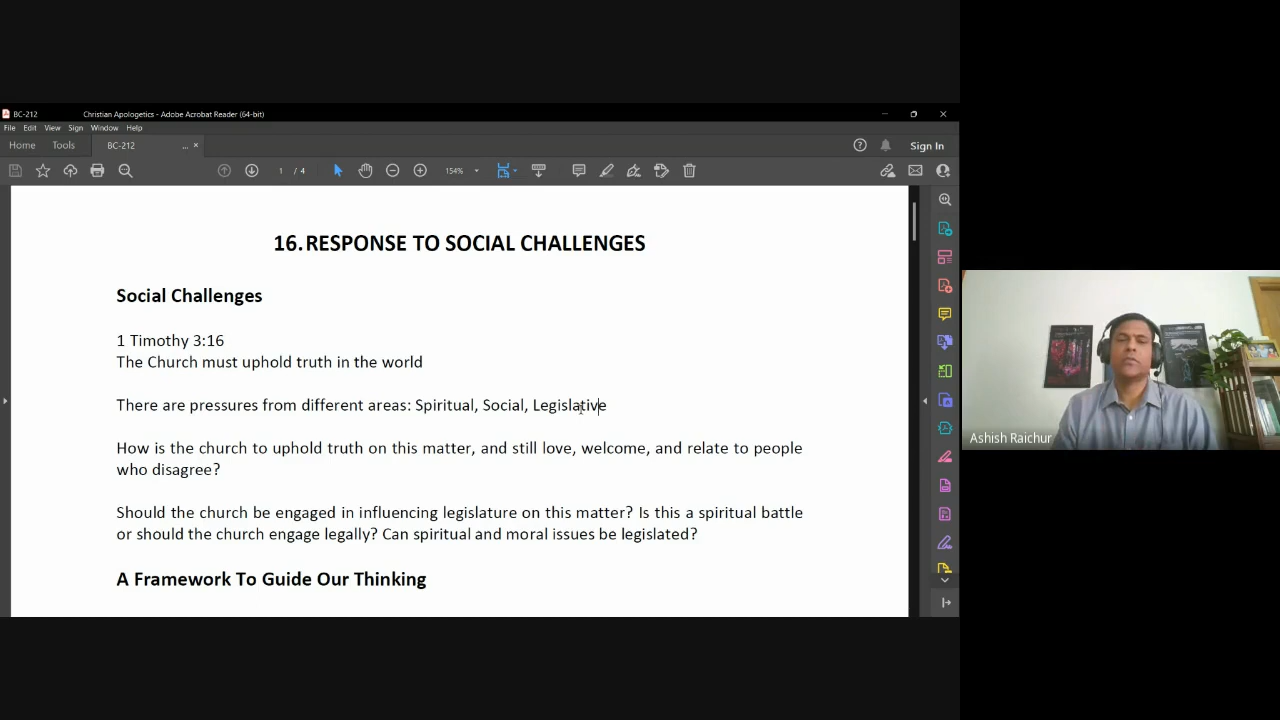 BC-212 Christian Apologetics - Adobe Acrobat Reader (64-bit)
File Edit View Sign Window Help
Home Tools BC-212 ... × Sign In
1 / 4 154%
16. RESPONSE TO SOCIAL CHALLENGES
Social Challenges
1 Timothy 3:16
The Church must uphold truth in the world
There are pressures from different areas: Spiritual, Social, Legislative
How is the church to uphold truth on this matter, and still love, welcome, and relate to people
who disagree?
Should the church be engaged in influencing legislature on this matter? Is this a spiritual battle
or should the church engage legally? Can spiritual and moral issues be legislated?
A Framework To Guide Our Thinking
Ashish Raichur